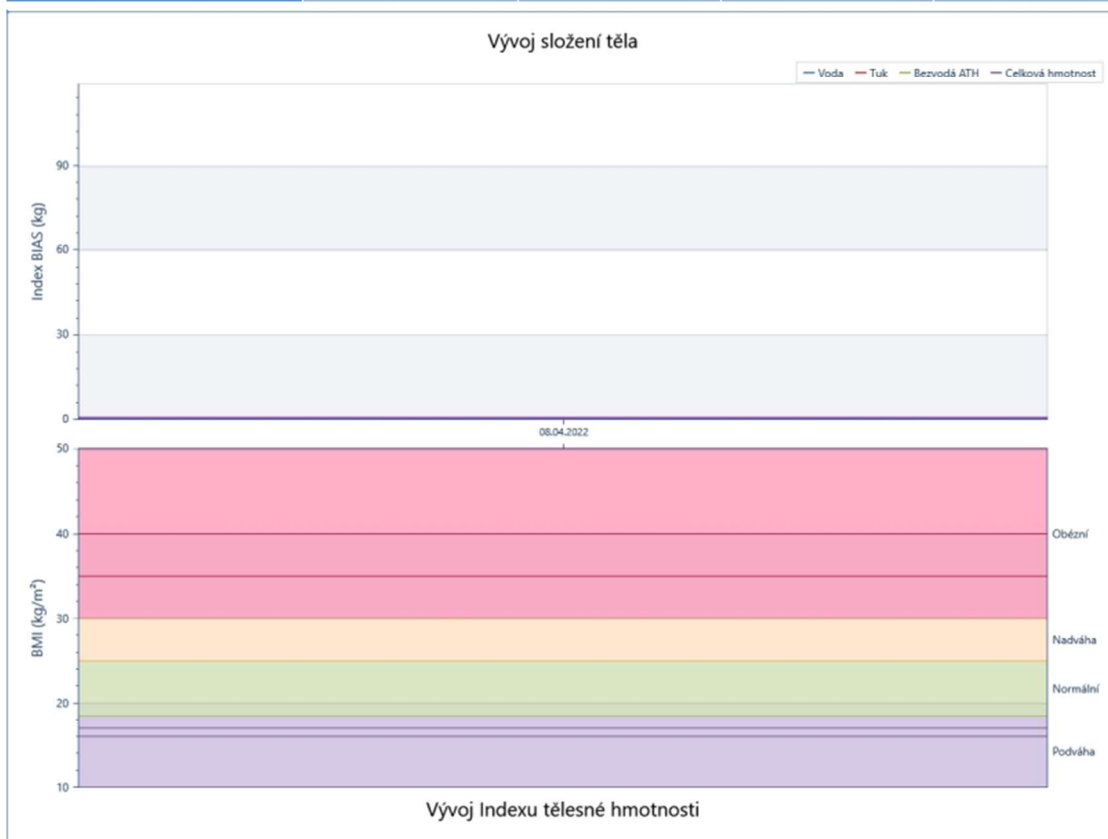 Vývoj složení těla
Voda Tuk Bezvodá ATH Celková hmotnost
Index BIAS (kg)
90
60
30
0
08.04.2022
BMI (kg/m²)
50
40
30
20
10
Obézní
Nadváha
Normální
Podváha
Vývoj Indexu tělesné hmotnosti